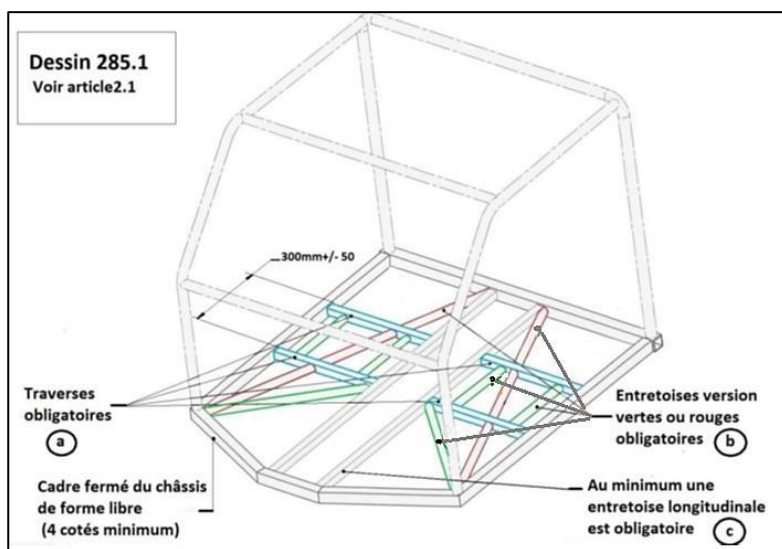 Dessin 285.1
Voir article2.1
300mm+/- 50
Traverses
obligatoires
a
Cadre fermé du châssis
de forme libre
(4 cotés minimum)
Entretoises version
vertes ou rouges
obligatoires
b
Au minimum une
entretoise longitudinale
est obligatoire
c